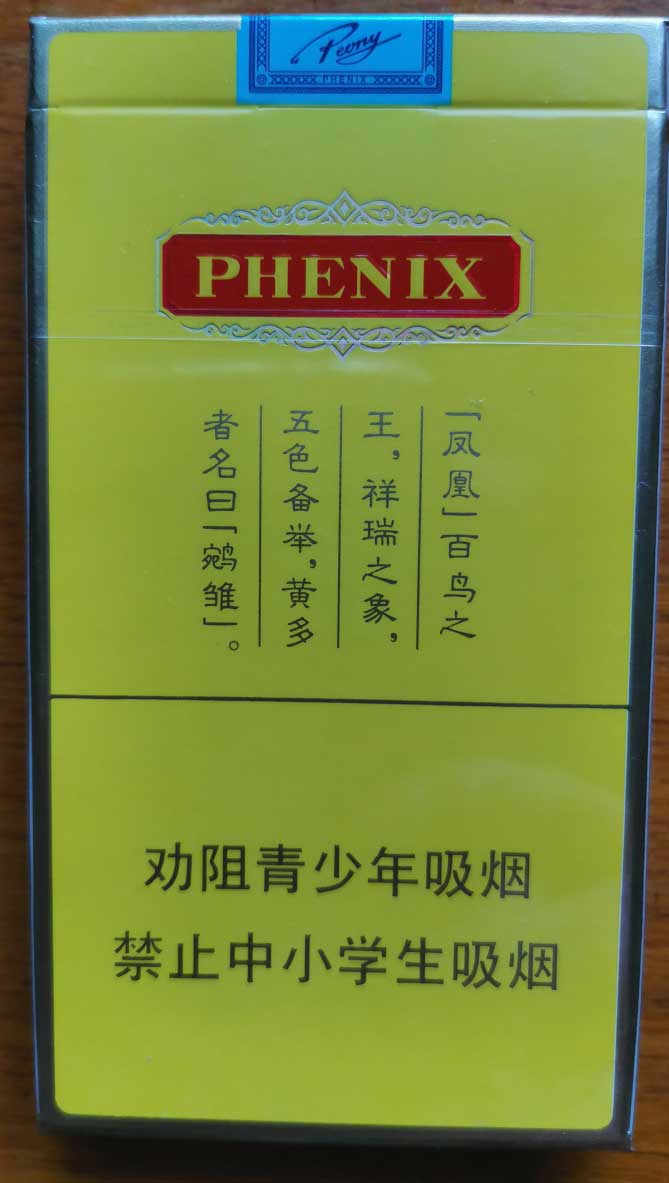 Peony
PHENIX
PHENIX
「凤凰」百鸟之
王，祥瑞之象，
五色备举，黄多
者名曰「鹓雏」。
劝阻青少年吸烟
禁止中小学生吸烟